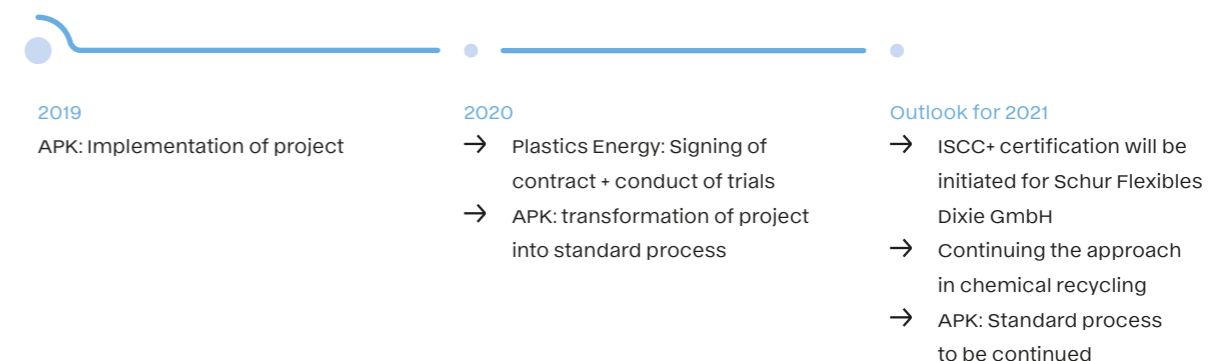 2019
APK: Implementation of project
2020
→ Plastics Energy: Signing of
contract + conduct of trials
→ APK: transformation of project
into standard process
Outlook for 2021
→ ISCC+ certification will be
initiated for Schur Flexibles
Dixie GmbH
→ Continuing the approach
in chemical recycling
→ APK: Standard process
to be continued